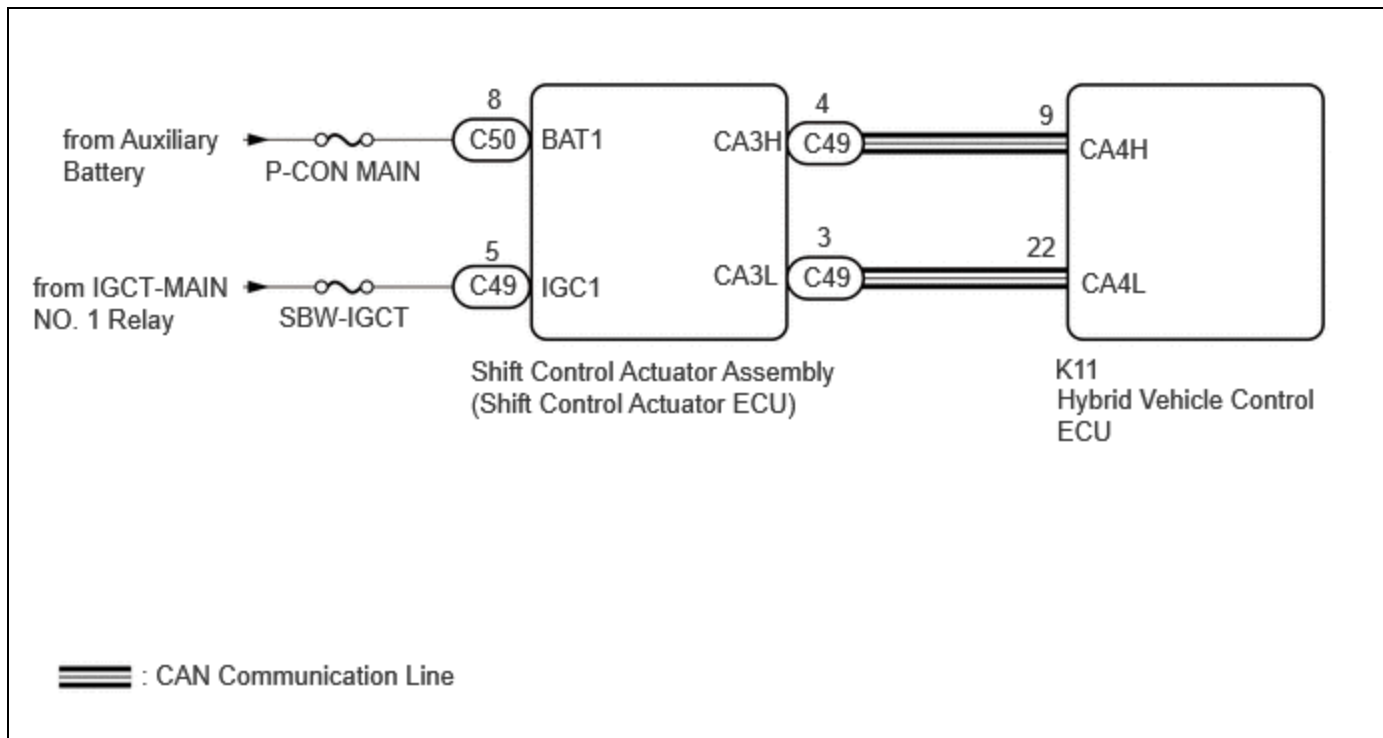 from Auxiliary
Battery
P-CON MAIN
8
C50
BAT1
CA3H
4
C49
9
CA4H
from IGCT-MAIN
NO. 1 Relay
SBW-IGCT
5
C49
IGC1
CA3L
3
C49
22
CA4L
Shift Control Actuator Assembly
(Shift Control Actuator ECU)
K11
Hybrid Vehicle Control
ECU
: CAN Communication Line